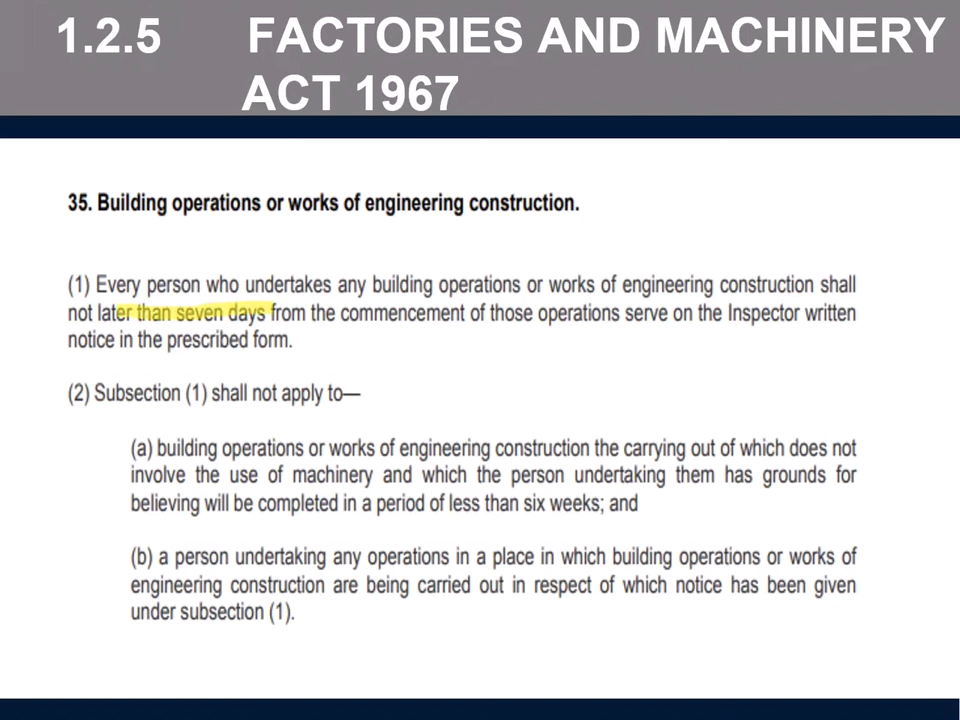 1.2.5 FACTORIES AND MACHINERY
ACT 1967
35. Building operations or works of engineering construction.
(1) Every person who undertakes any building operations or works of engineering construction shall
not later than seven days from the commencement of those operations serve on the Inspector written
notice in the prescribed form.
(2) Subsection (1) shall not apply to—
(a) building operations or works of engineering construction the carrying out of which does not
involve the use of machinery and which the person undertaking them has grounds for
believing will be completed in a period of less than six weeks; and
(b) a person undertaking any operations in a place in which building operations or works of
engineering construction are being carried out in respect of which notice has been given
under subsection (1).